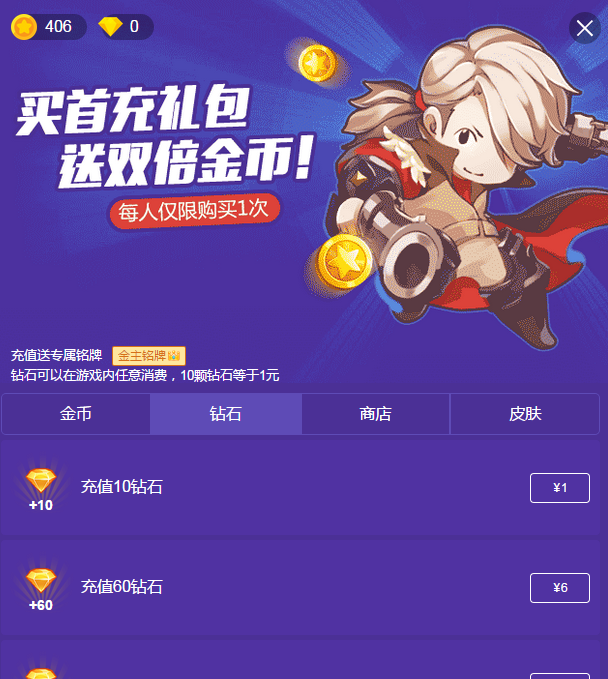 406
0
买首充礼包
送双倍金币!
每人仅限购买1次
充值送专属铭牌 金主铭牌
钻石可以在游戏内任意消费，10颗钻石等于1元
金币 钻石 商店 皮肤
+10 充值10钻石 ¥1
+60 充值60钻石 ¥6